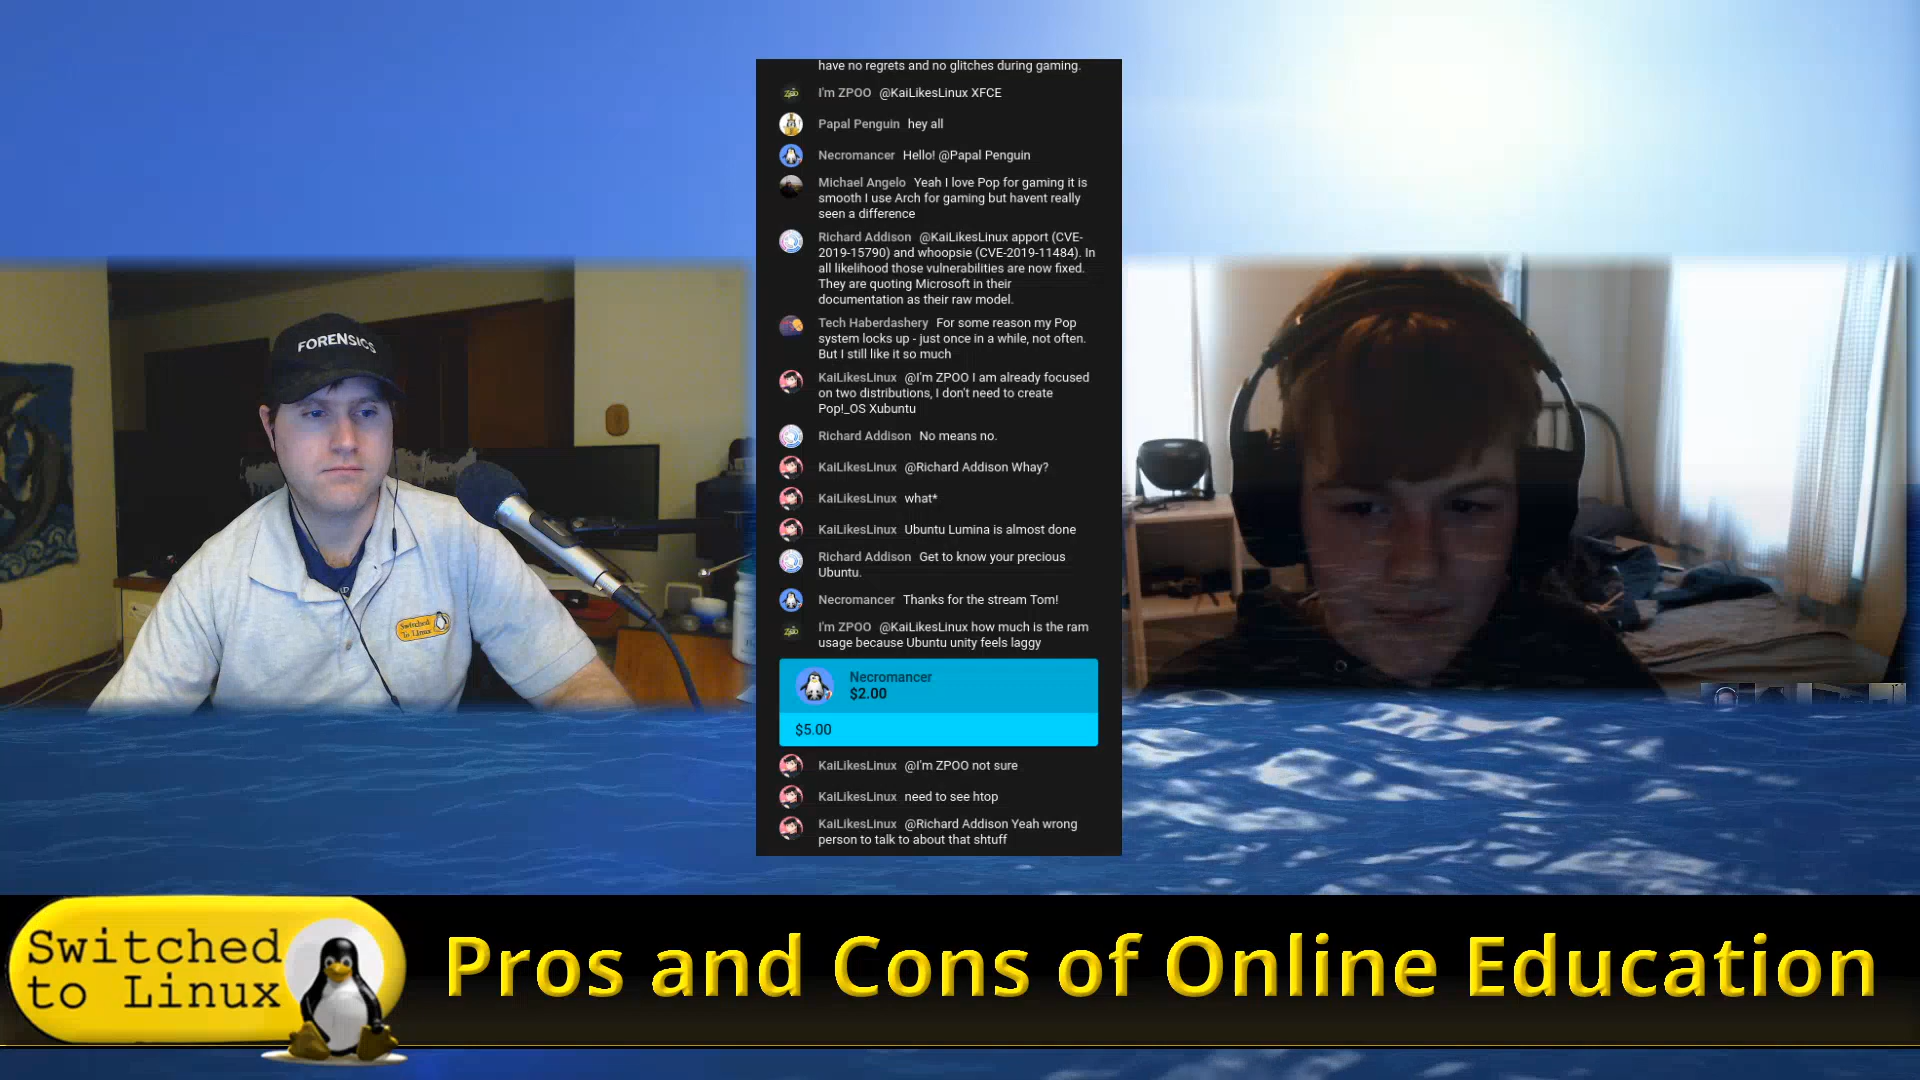 have no regrets and no glitches during gaming.
I'm ZPOO @KaiLikesLinux XFCE
Papal Penguin hey all
Necromancer Hello! @Papal Penguin
Michael Angelo Yeah I love Pop for gaming it is
smooth I use Arch for gaming but havent really
seen a difference
Richard Addison @KaiLikesLinux apport (CVE-
2019-15790) and whoopsie (CVE-2019-11484). In
all likelihood those vulnerabilities are now fixed.
They are quoting Microsoft in their
documentation as their raw model.
Tech Haberdashery For some reason my Pop
system locks up - just once in a while, not often.
But I still like it so much
KaiLikesLinux @I'm ZPOO I am already focused
on two distributions, I don't need to create
Pop!_OS Xubuntu
Richard Addison No means no.
KaiLikesLinux @Richard Addison Whay?
KaiLikesLinux what*
KaiLikesLinux Ubuntu Lumina is almost done
Richard Addison Get to know your precious
Ubuntu.
Necromancer Thanks for the stream Tom!
I'm ZPOO @KaiLikesLinux how much is the ram
usage because Ubuntu unity feels laggy
Necromancer
$2.00
$5.00
KaiLikesLinux @I'm ZPOO not sure
KaiLikesLinux need to see htop
KaiLikesLinux @Richard Addison Yeah wrong
person to talk to about that shtuff
FORENSICS
Switched
to Linux
Switched
to Linux
Pros and Cons of Online Education